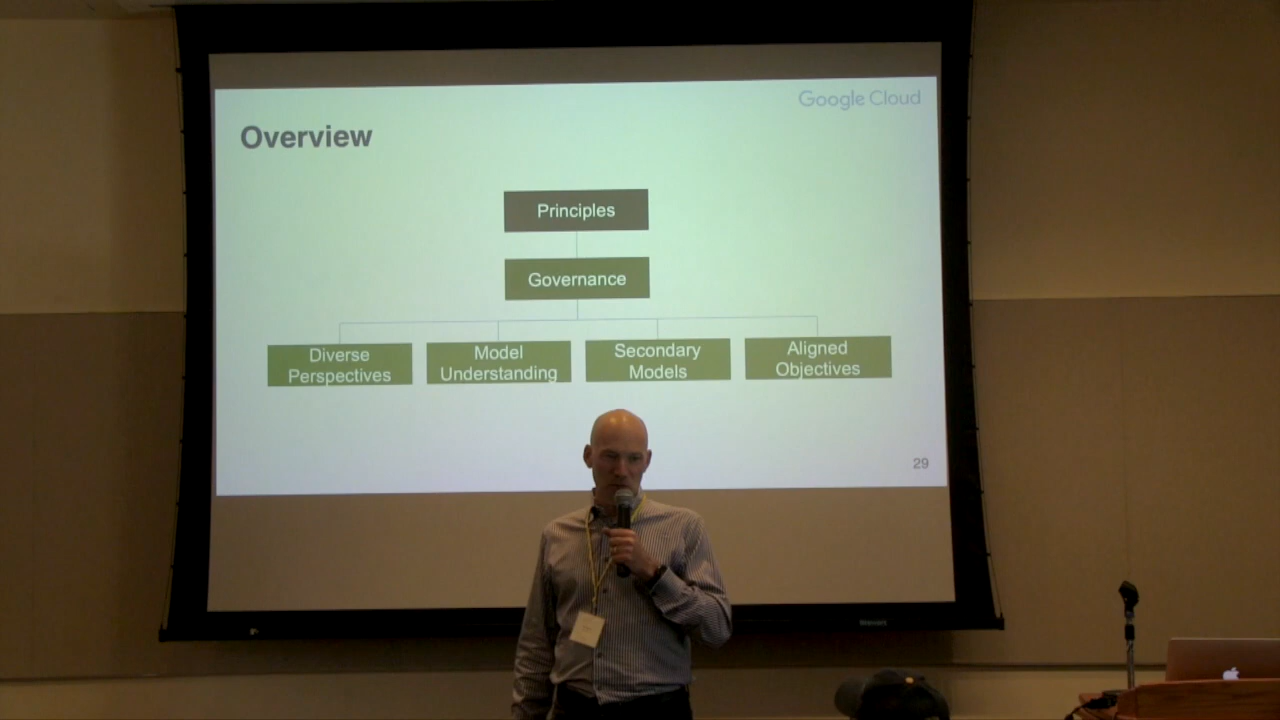 Google Cloud
Overview
Principles
Governance
Diverse
Perspectives
Model
Understanding
Secondary
Models
Aligned
Objectives
29